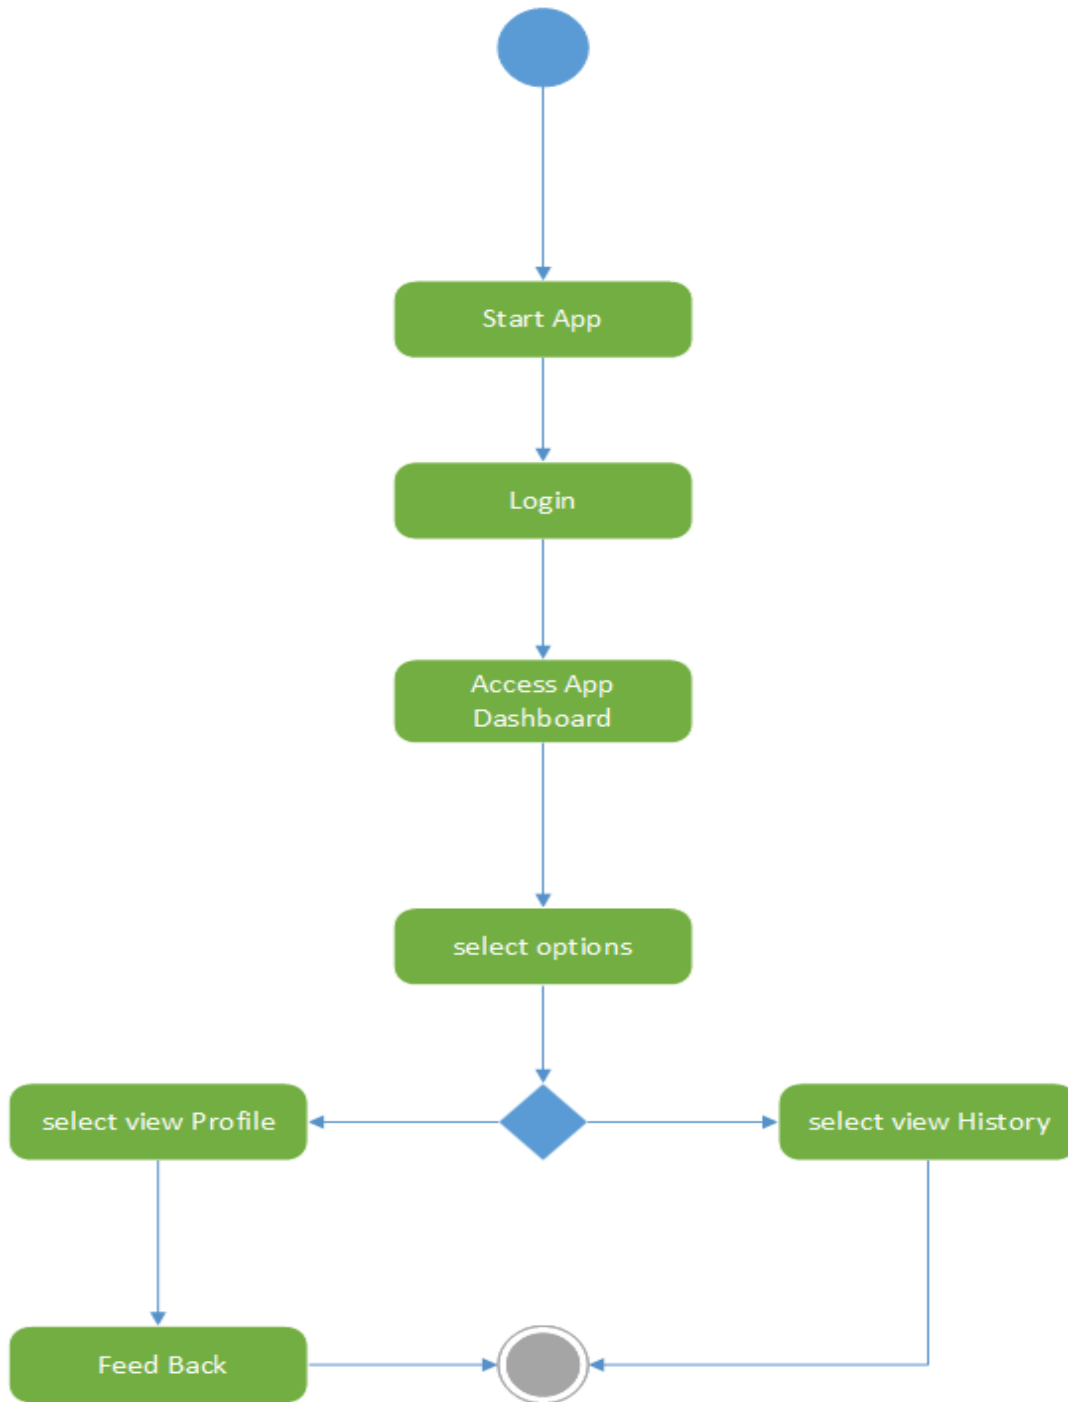 Start App
Login
Access App
Dashboard
select options
select view Profile
select view History
Feed Back